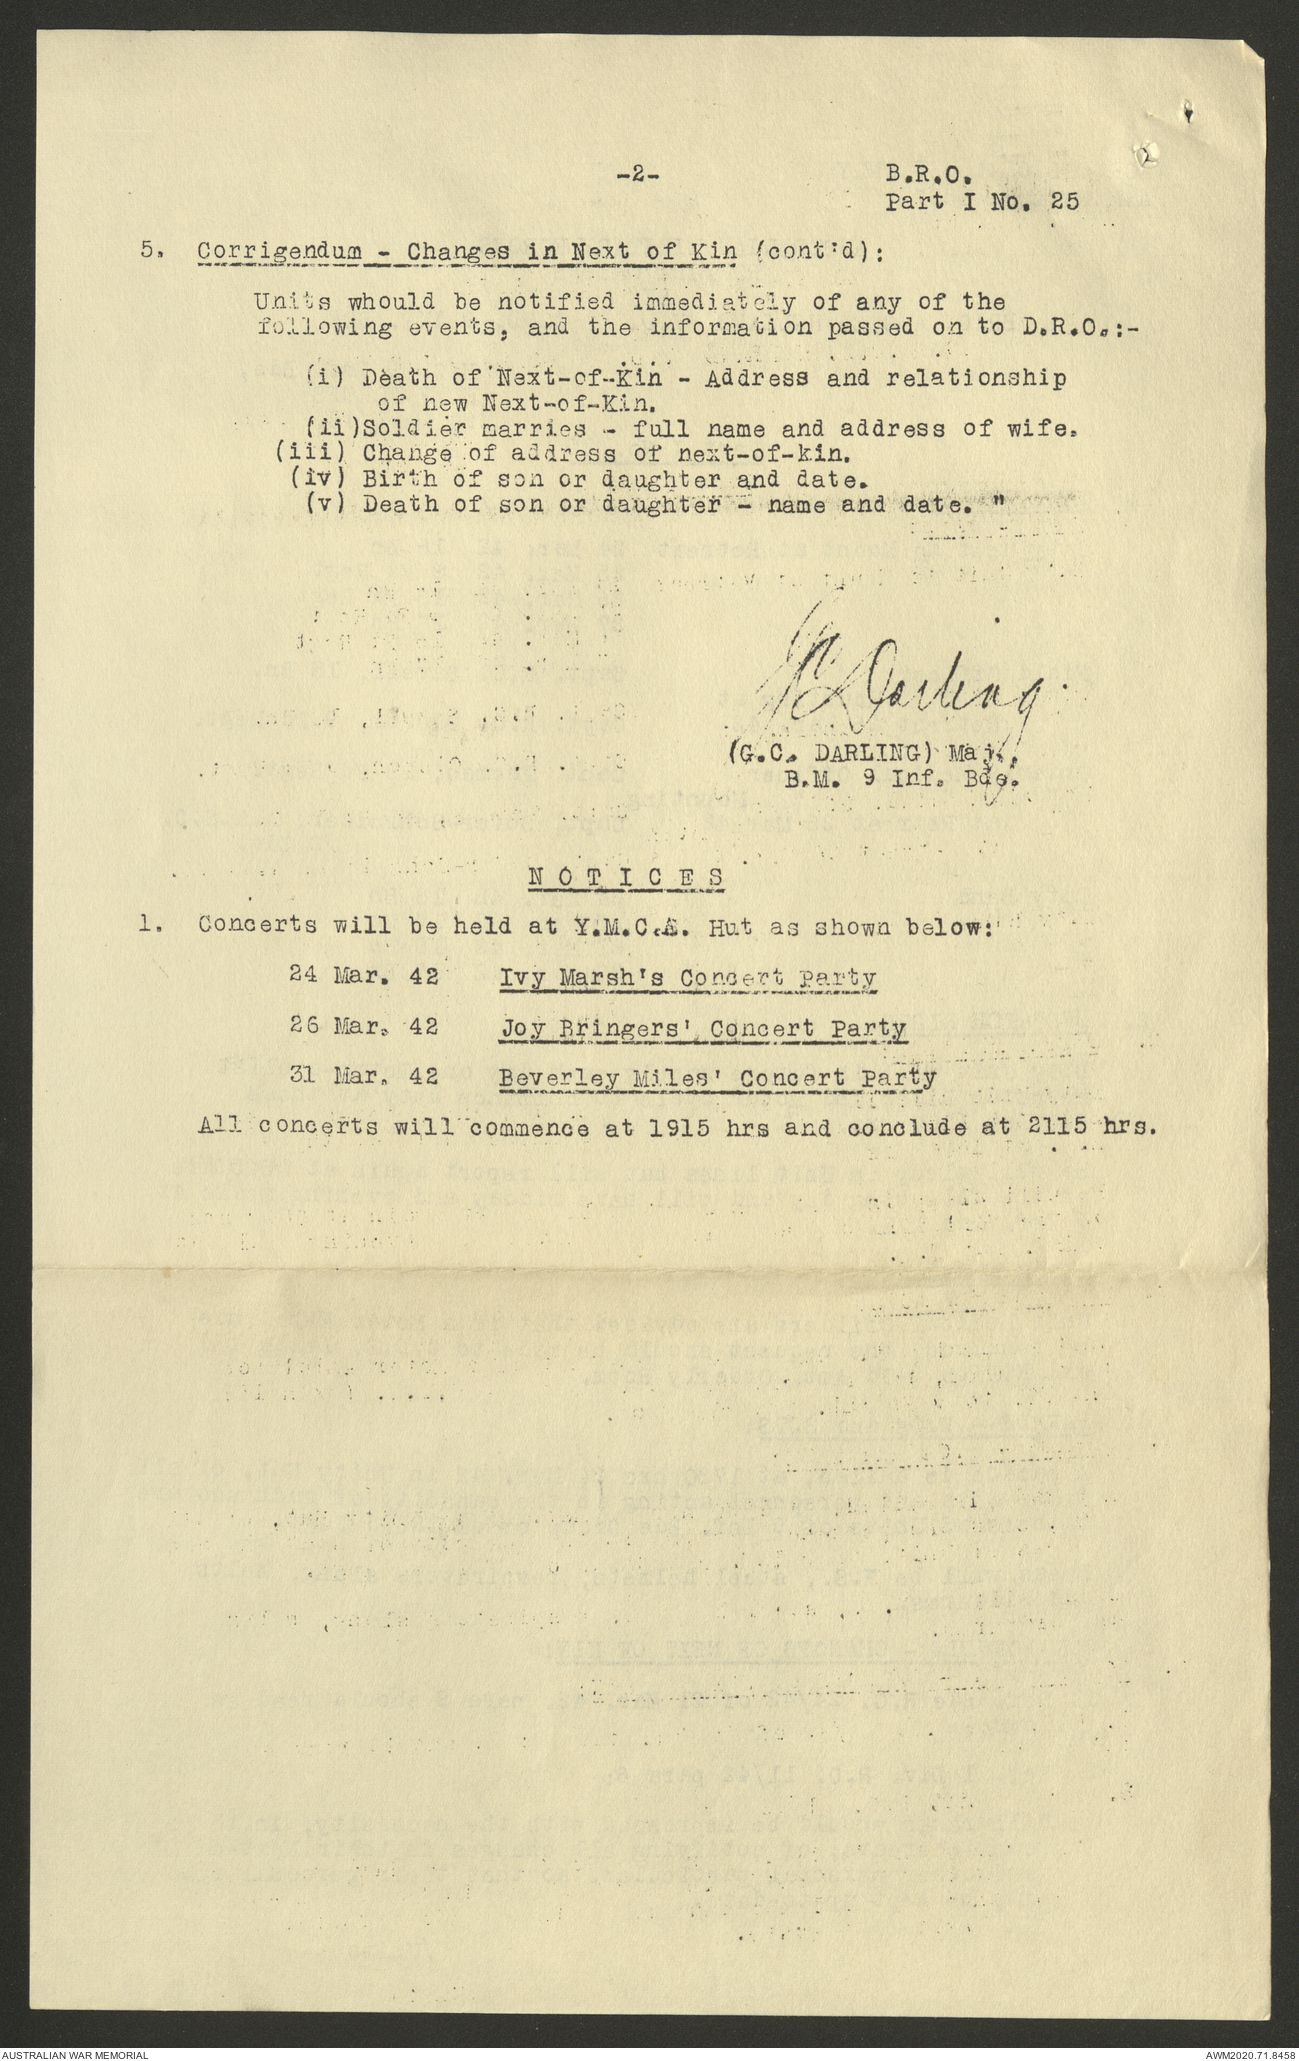 -2-
B.R.O.
Part I No. 25
5. Corrigendum - Changes in Next of Kin (cont'd):
Units whould be notified immediately of any of the
following events, and the information passed on to D.R.O.:-
(i) Death of Next-of-Kin - Address and relationship
of new Next-of-Kin.
(ii)Soldier marries - full name and address of wife.
(iii) Change of address of next-of-kin.
(iv) Birth of son or daughter and date.
(v) Death of son or daughter - name and date. "
GC Darling
(G.C. DARLING) Maj.
B.M. 9 Inf. Bde.
N O T I C E S
1. Concerts will be held at Y.M.C.A. Hut as shown below:
24 Mar. 42 Ivy Marsh's Concert Party
26 Mar. 42 Joy Bringers' Concert Party
31 Mar. 42 Beverley Miles' Concert Party
All concerts will commence at 1915 hrs and conclude at 2115 hrs.
AUSTRALIAN WAR MEMORIAL
AWM2020.71.8458